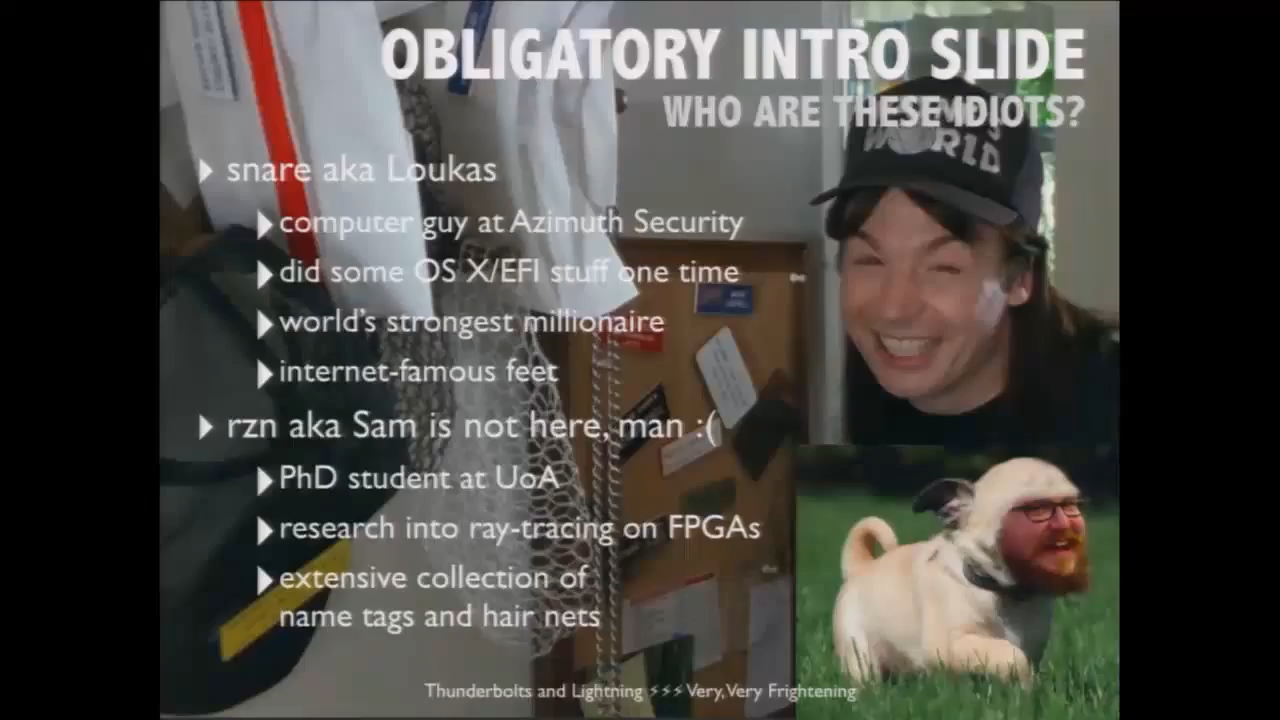 OBLIGATORY INTRO SLIDE
WHO ARE THESE IDIOTS?
WORLD
snare aka Loukas
computer guy at Azimuth Security
did some OS X/EFI stuff one time
world's strongest millionaire
internet-famous feet
rzn aka Sam is not here, man :(
PhD student at UoA
research into ray-tracing on FPGAs
extensive collection of
name tags and hair nets
Thunderbolts and Lightning ⚡⚡⚡ Very, Very Frightening